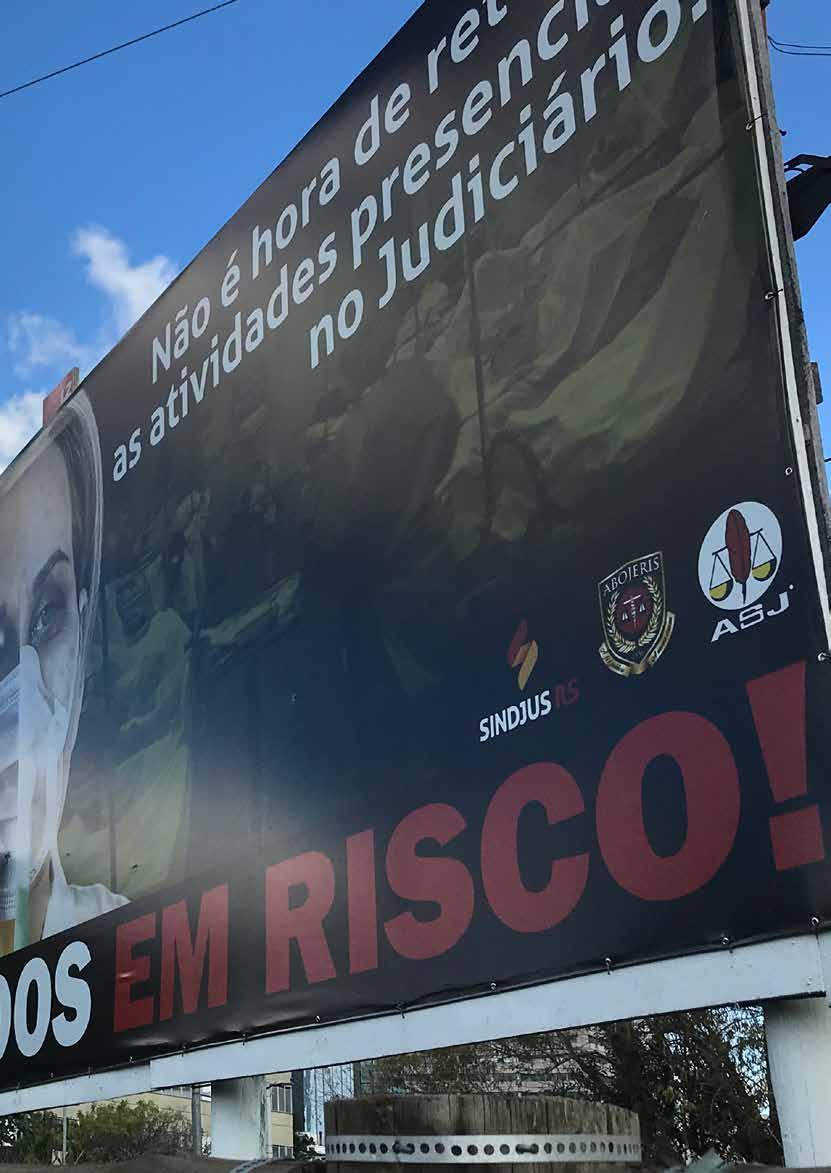 Não é hora de ret
as atividades presenci
no Judiciário.
ABOJERIS
ASJ
SINDJUS RS
DOS EM RISCO!